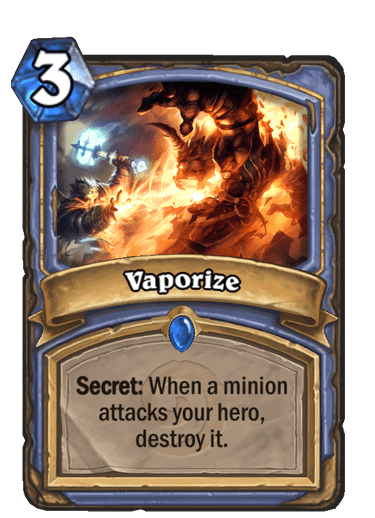 3
Vaporize
Secret: When a minion
attacks your hero,
destroy it.